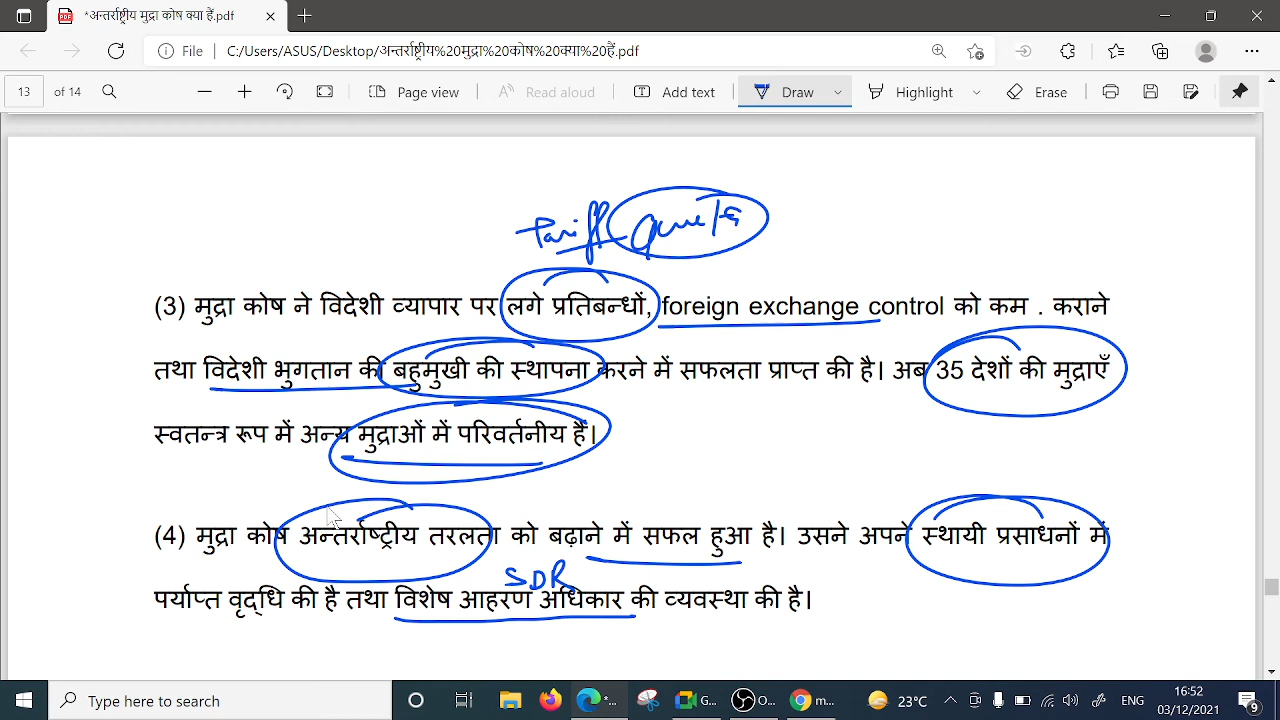 *अन्तर्राष्ट्रीय मुद्रा कोष क्या हैं.pdf
File C:/Users/ASUS/Desktop/अन्तर्राष्ट्रीय%20मुद्रा%20कोष%20क्या%20हैं.pdf
13 of 14 Page view Read aloud Add text Draw Highlight Erase
Tariff
(3) मुद्रा कोष ने विदेशी व्यापार पर लगे प्रतिबन्धों, foreign exchange control को कम . कराने
तथा विदेशी भुगतान की बहुमुखी की स्थापना करने में सफलता प्राप्त की है। अब 35 देशों की मुद्राएँ
स्वतन्त्र रूप में अन्य मुद्राओं में परिवर्तनीय हैं।
(4) मुद्रा कोष अन्तर्राष्ट्रीय तरलता को बढ़ाने में सफल हुआ है। उसने अपने स्थायी प्रसाधनों में
SDR
पर्याप्त वृद्धि की है तथा विशेष आहरण अधिकार की व्यवस्था की है।
Type here to search G... O... m... 23°C ENG 16:52
03/12/2021 9